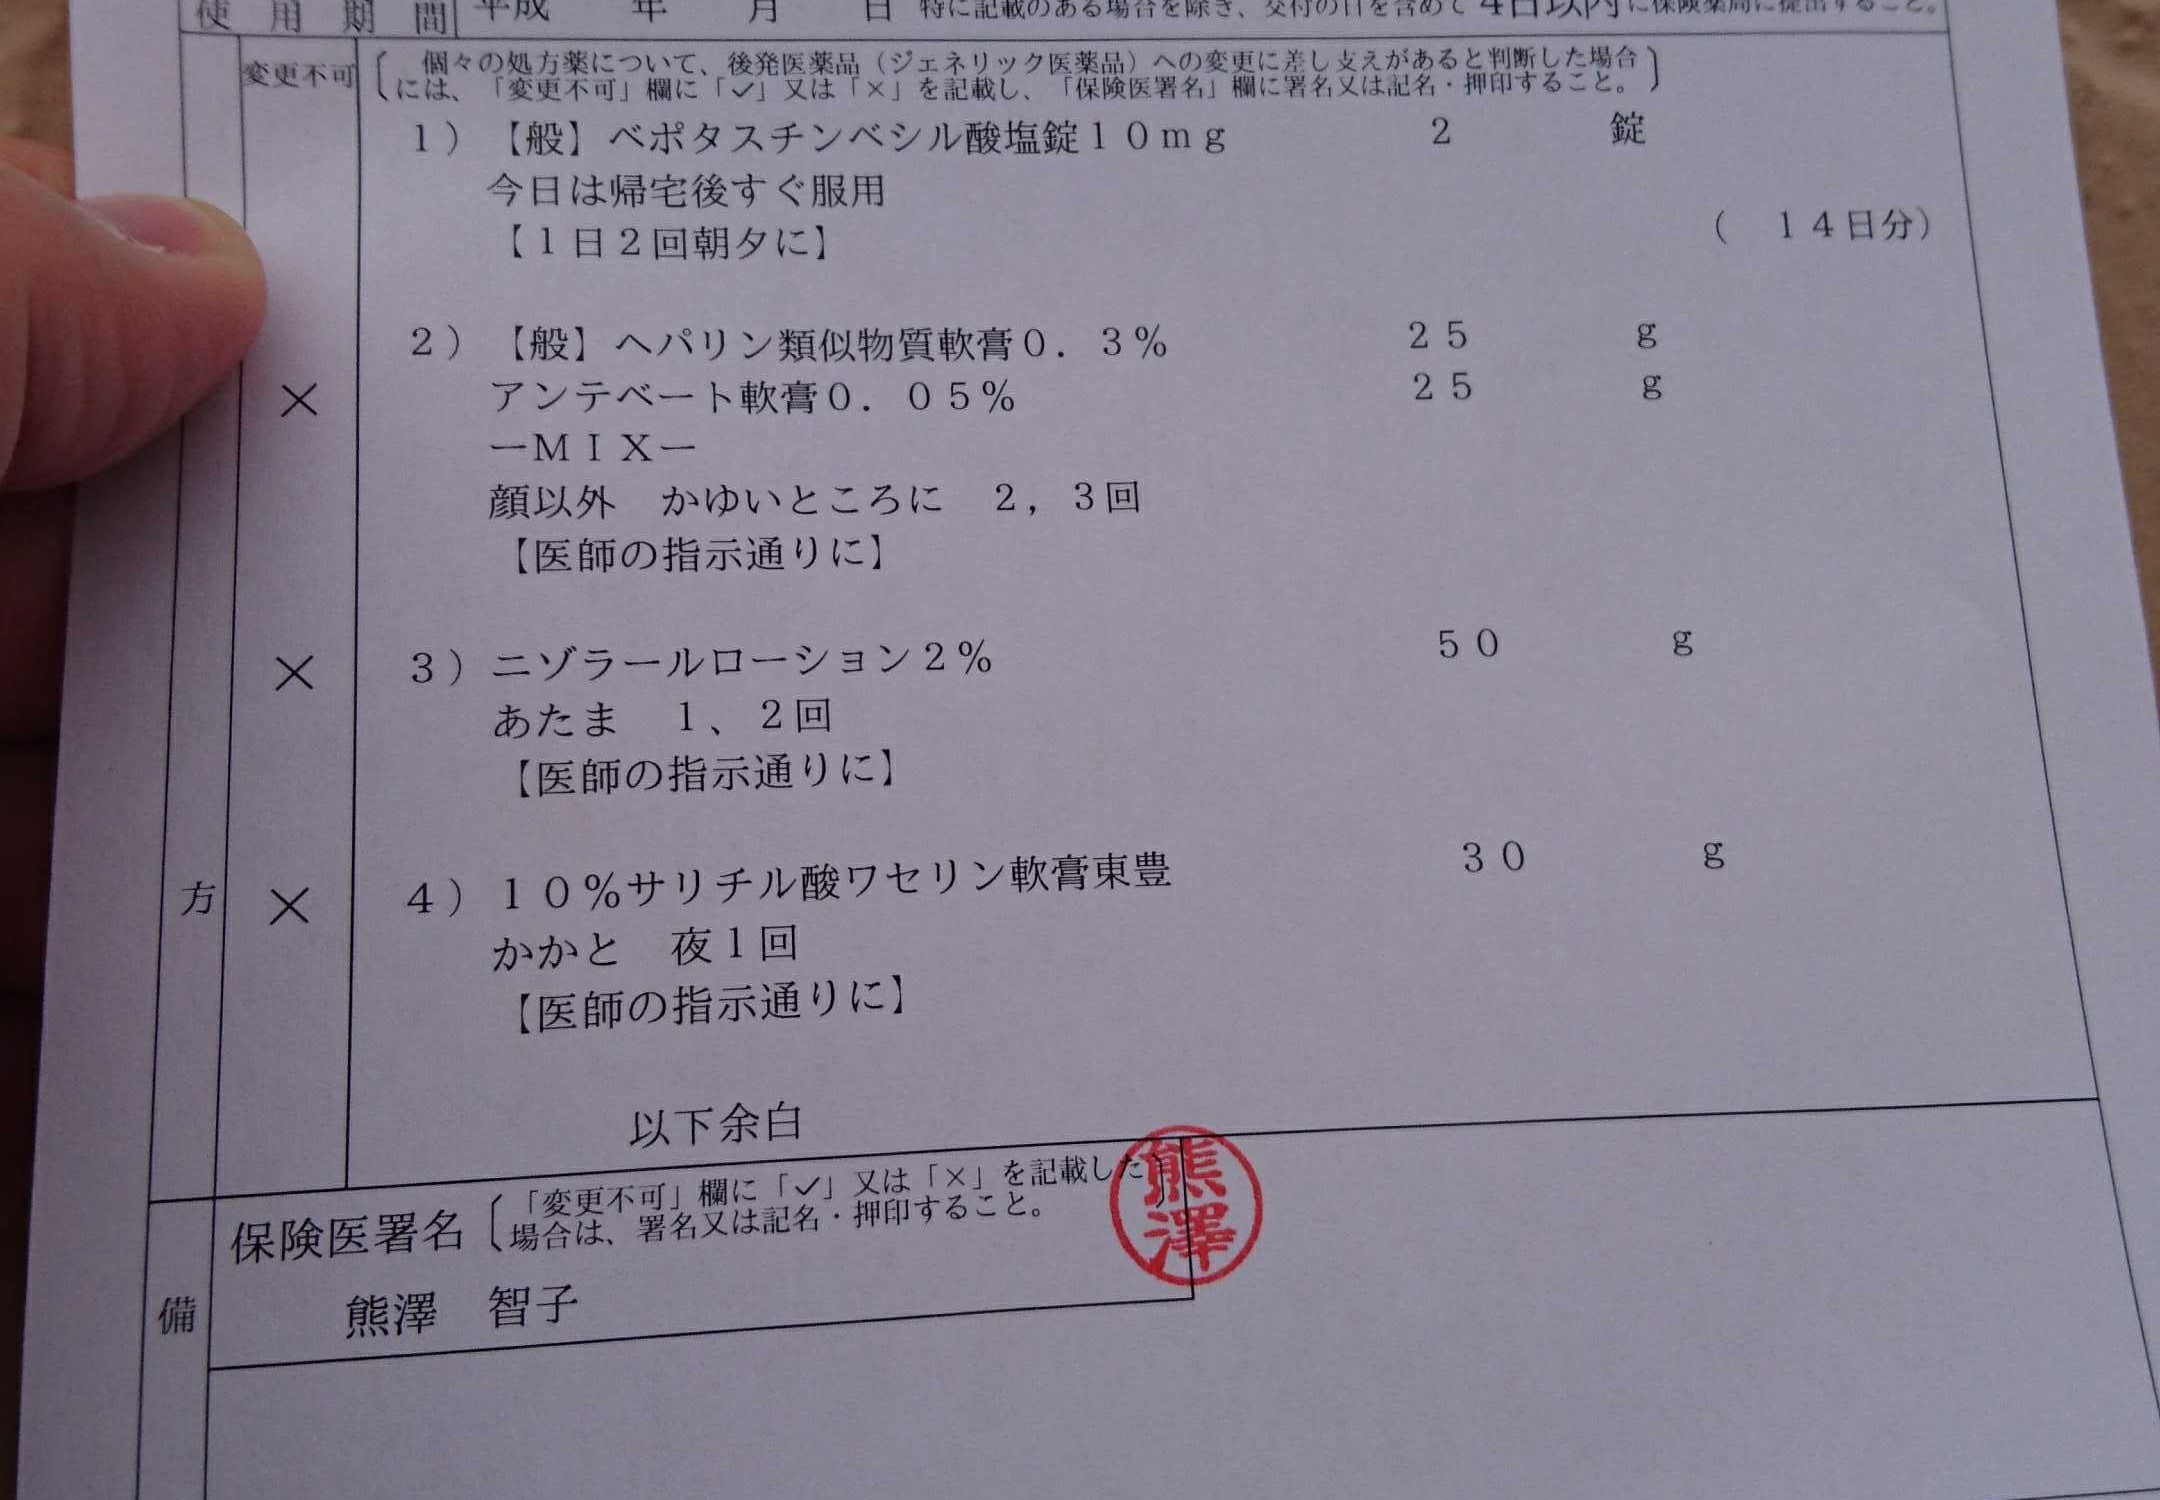 使用期間 平成 年 月 日 特に記載のある場合を除き、交付の日を含めて4日以内に保険薬局に提出すること。
変更不可 個々の処方薬について、後発医薬品（ジェネリック医薬品）への変更に差し支えがあると判断した場合
には、「変更不可」欄に「✓」又は「×」を記載し、「保険医署名」欄に署名又は記名・押印すること。
１）【般】ベポタスチンベシル酸塩錠１０ｍｇ ２ 錠
今日は帰宅後すぐ服用
【１日２回朝夕に】 （ １４日分）
２）【般】ヘパリン類似物質軟膏０．３％ ２５ ｇ
× アンテベート軟膏０．０５％ ２５ ｇ
－ＭＩＸ－
顔以外 かゆいところに ２，３回
【医師の指示通りに】
× ３）ニゾラールローション２％ ５０ ｇ
あたま １、２回
【医師の指示通りに】
方 × ４）１０％サリチル酸ワセリン軟膏東豊 ３０ ｇ
かかと 夜１回
【医師の指示通りに】
以下余白
保険医署名 「変更不可」欄に「✓」又は「×」を記載した
場合は、署名又は記名・押印すること。
熊澤
備 熊澤 智子